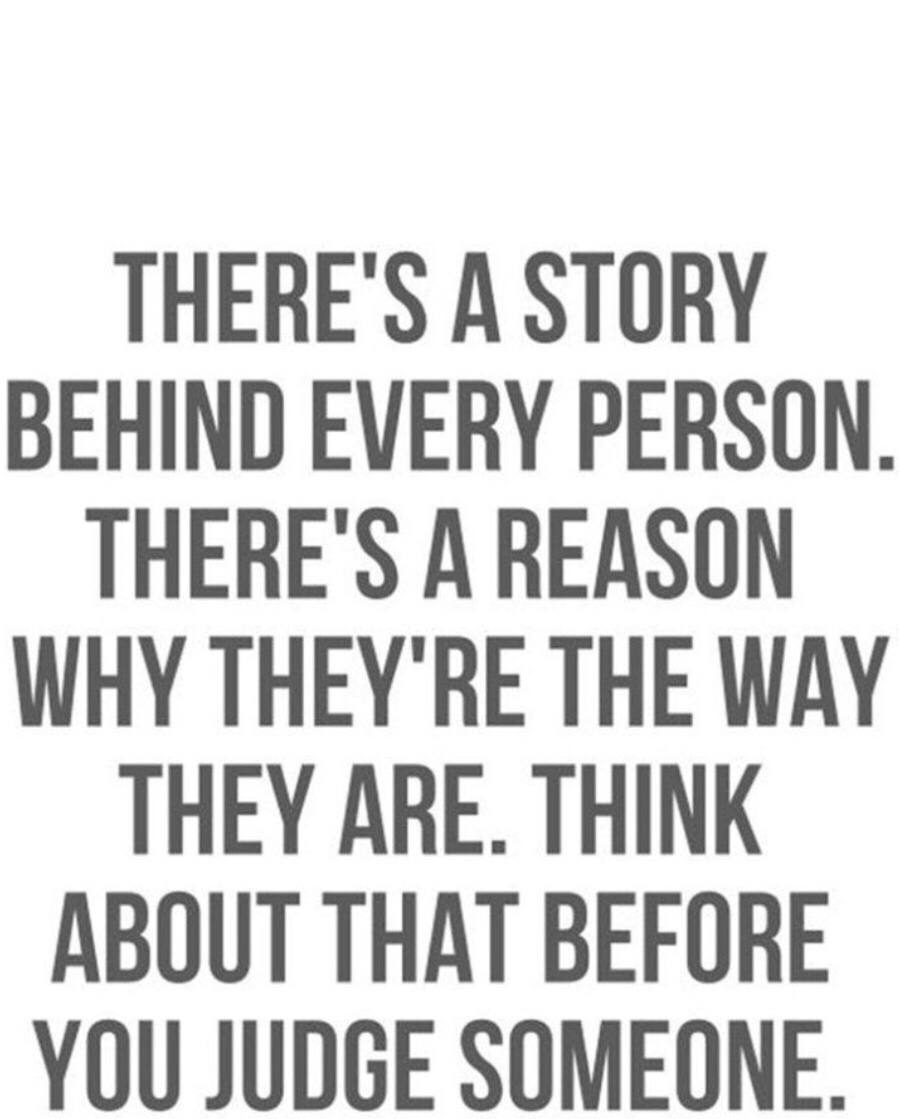 THERE'S A STORY
BEHIND EVERY PERSON.
THERE'S A REASON
WHY THEY'RE THE WAY
THEY ARE. THINK
ABOUT THAT BEFORE
YOU JUDGE SOMEONE.